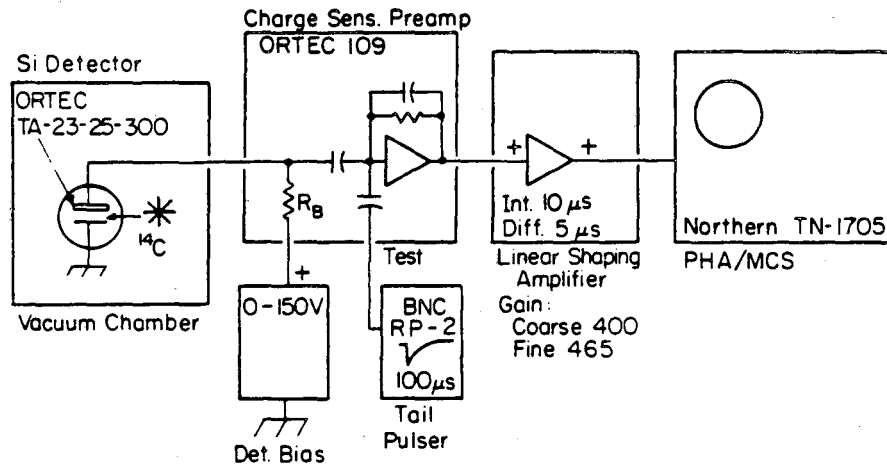 Si Detector
ORTEC
TA-23-25-300
¹⁴C
Vacuum Chamber
Charge Sens. Preamp
ORTEC 109
R_B
Test
+
0-150V
Det. Bias
BNC
RP-2
100μs
Tail
Pulser
+ +
Int. 10 μs
Diff. 5 μs
Linear Shaping
Amplifier
Gain:
Coarse 400
Fine 465
Northern TN-1705
PHA/MCS